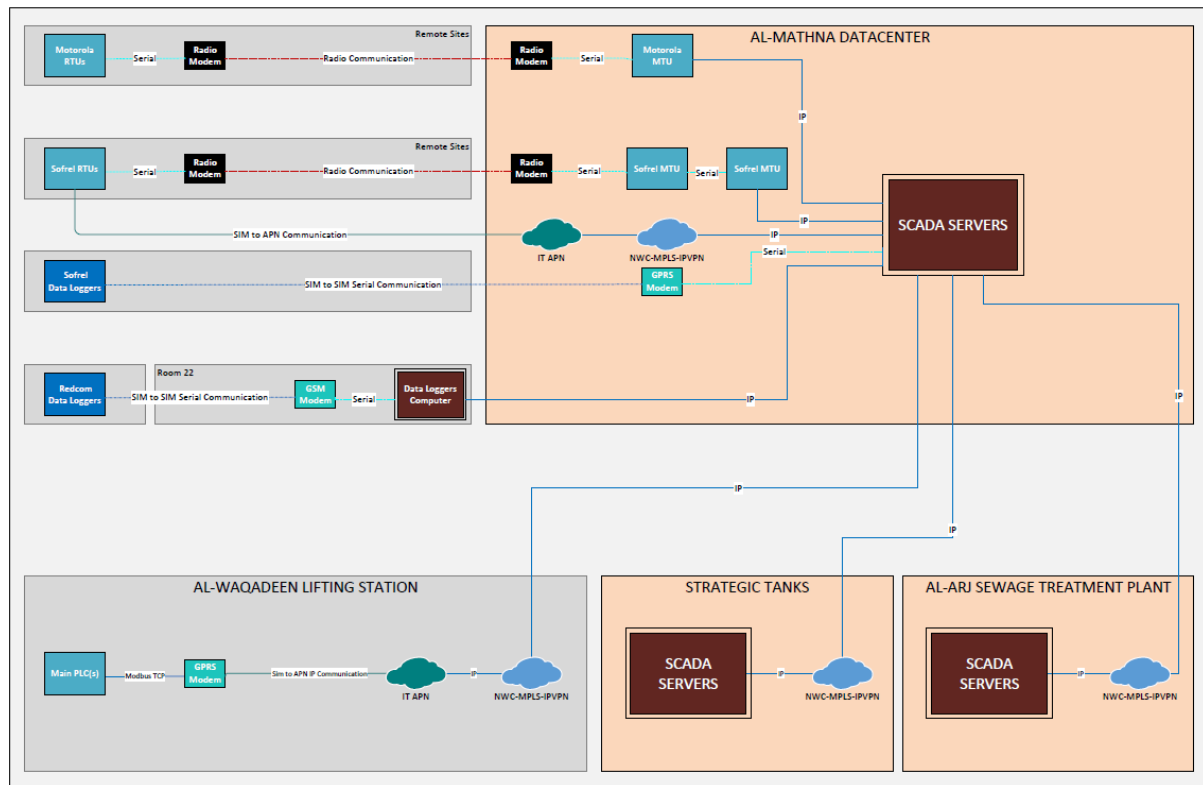 Remote Sites
Motorola
RTUs
Serial
Radio
Modem
Radio Communication
AL-MATHNA DATACENTER
Radio
Modem
Serial
Motorola
MTU
IP
Remote Sites
Sofrel RTUs
Serial
Radio
Modem
Radio Communication
Radio
Modem
Serial
Sofrel MTU
Serial
Sofrel MTU
IP
SCADA SERVERS
SIM to APN Communication
IT APN
NWC-MPLS-IPVPN
IP
Sofrel
Data Loggers
SIM to SIM Serial Communication
GPRS
Modem
Serial
Redcom
Data Loggers
SIM to SIM Serial Communication
Room 22
GSM
Modem
Serial
Data Loggers
Computer
IP
IP
IP
IP
AL-WAQADEEN LIFTING STATION
Main PLC(s)
Modbus TCP
GPRS
Modem
Sim to APN IP Communication
IT APN
IP
NWC-MPLS-IPVPN
STRATEGIC TANKS
SCADA
SERVERS
IP
NWC-MPLS-IPVPN
AL-ARJ SEWAGE TREATMENT PLANT
SCADA
SERVERS
IP
NWC-MPLS-IPVPN